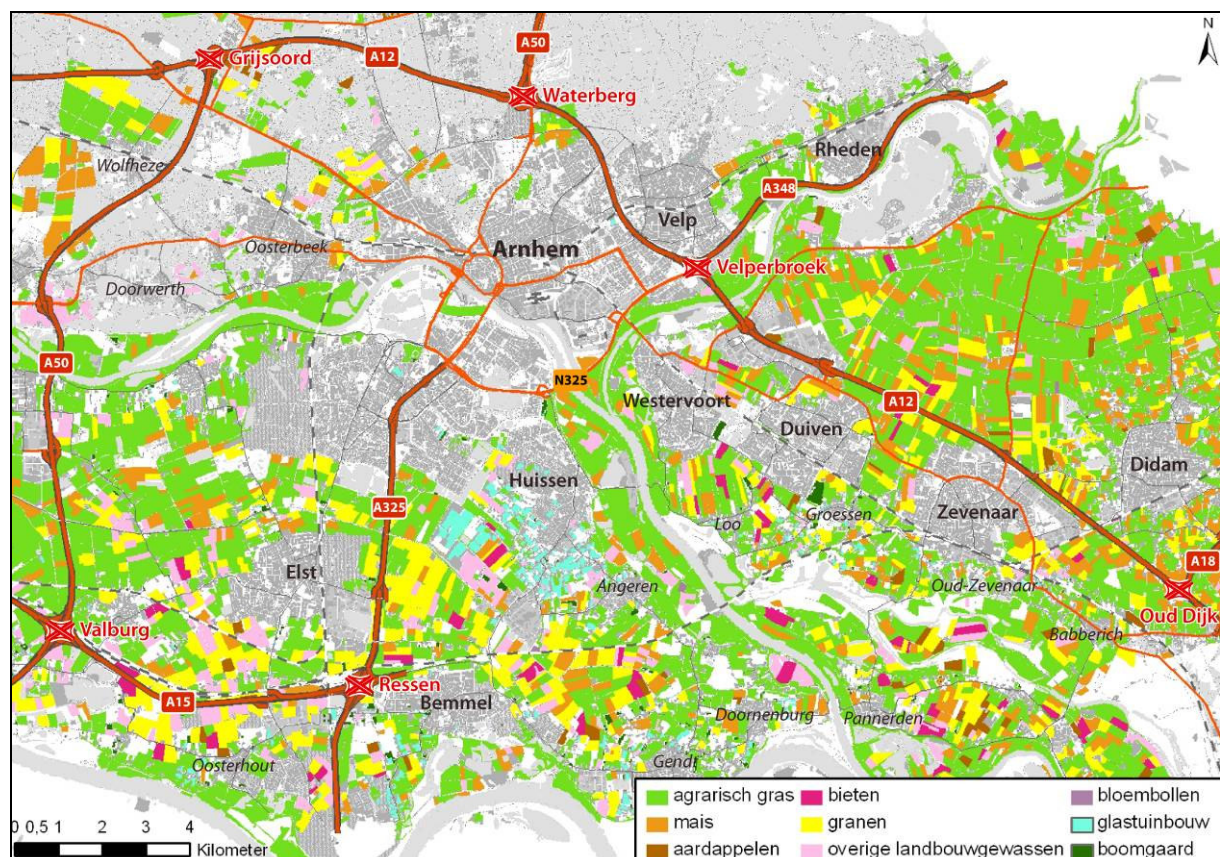 N
A50
Grijsoord
A12
Waterberg
Rheden
Wolfheze
A348
Velp
Oosterbeek
Arnhem
Velperbroek
Doorwerth
A50
N325
Westervoort
A12
Duiven
Didam
Huissen
A325
Loo
Groessen
Zevenaar
A18
Elst
Angeren
Oud-Zevenaar
Oud Dijk
Valburg
Babberich
Ressen
A15
Bemmel
Doornenburg
Pannerden
Oosterhout
Gendt
0 0,5 1 2 3 4
Kilometer
agrarisch gras
bieten
bloembollen
mais
granen
glastuinbouw
aardappelen
overige landbouwgewassen
boomgaard